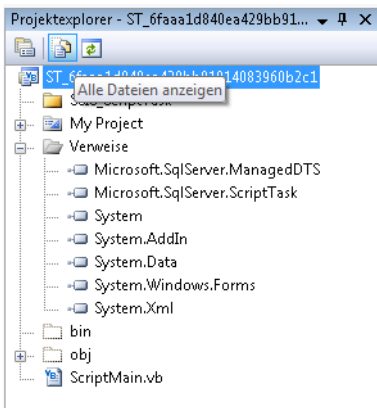 Projektexplorer - ST_6faaa1d840ea429bb91...
ST_6faaa1d840ea429bb91014083960b2c1
Alle Dateien anzeigen
My Project
Verweise
Microsoft.SqlServer.ManagedDTS
Microsoft.SqlServer.ScriptTask
System
System.AddIn
System.Data
System.Windows.Forms
System.Xml
bin
obj
ScriptMain.vb